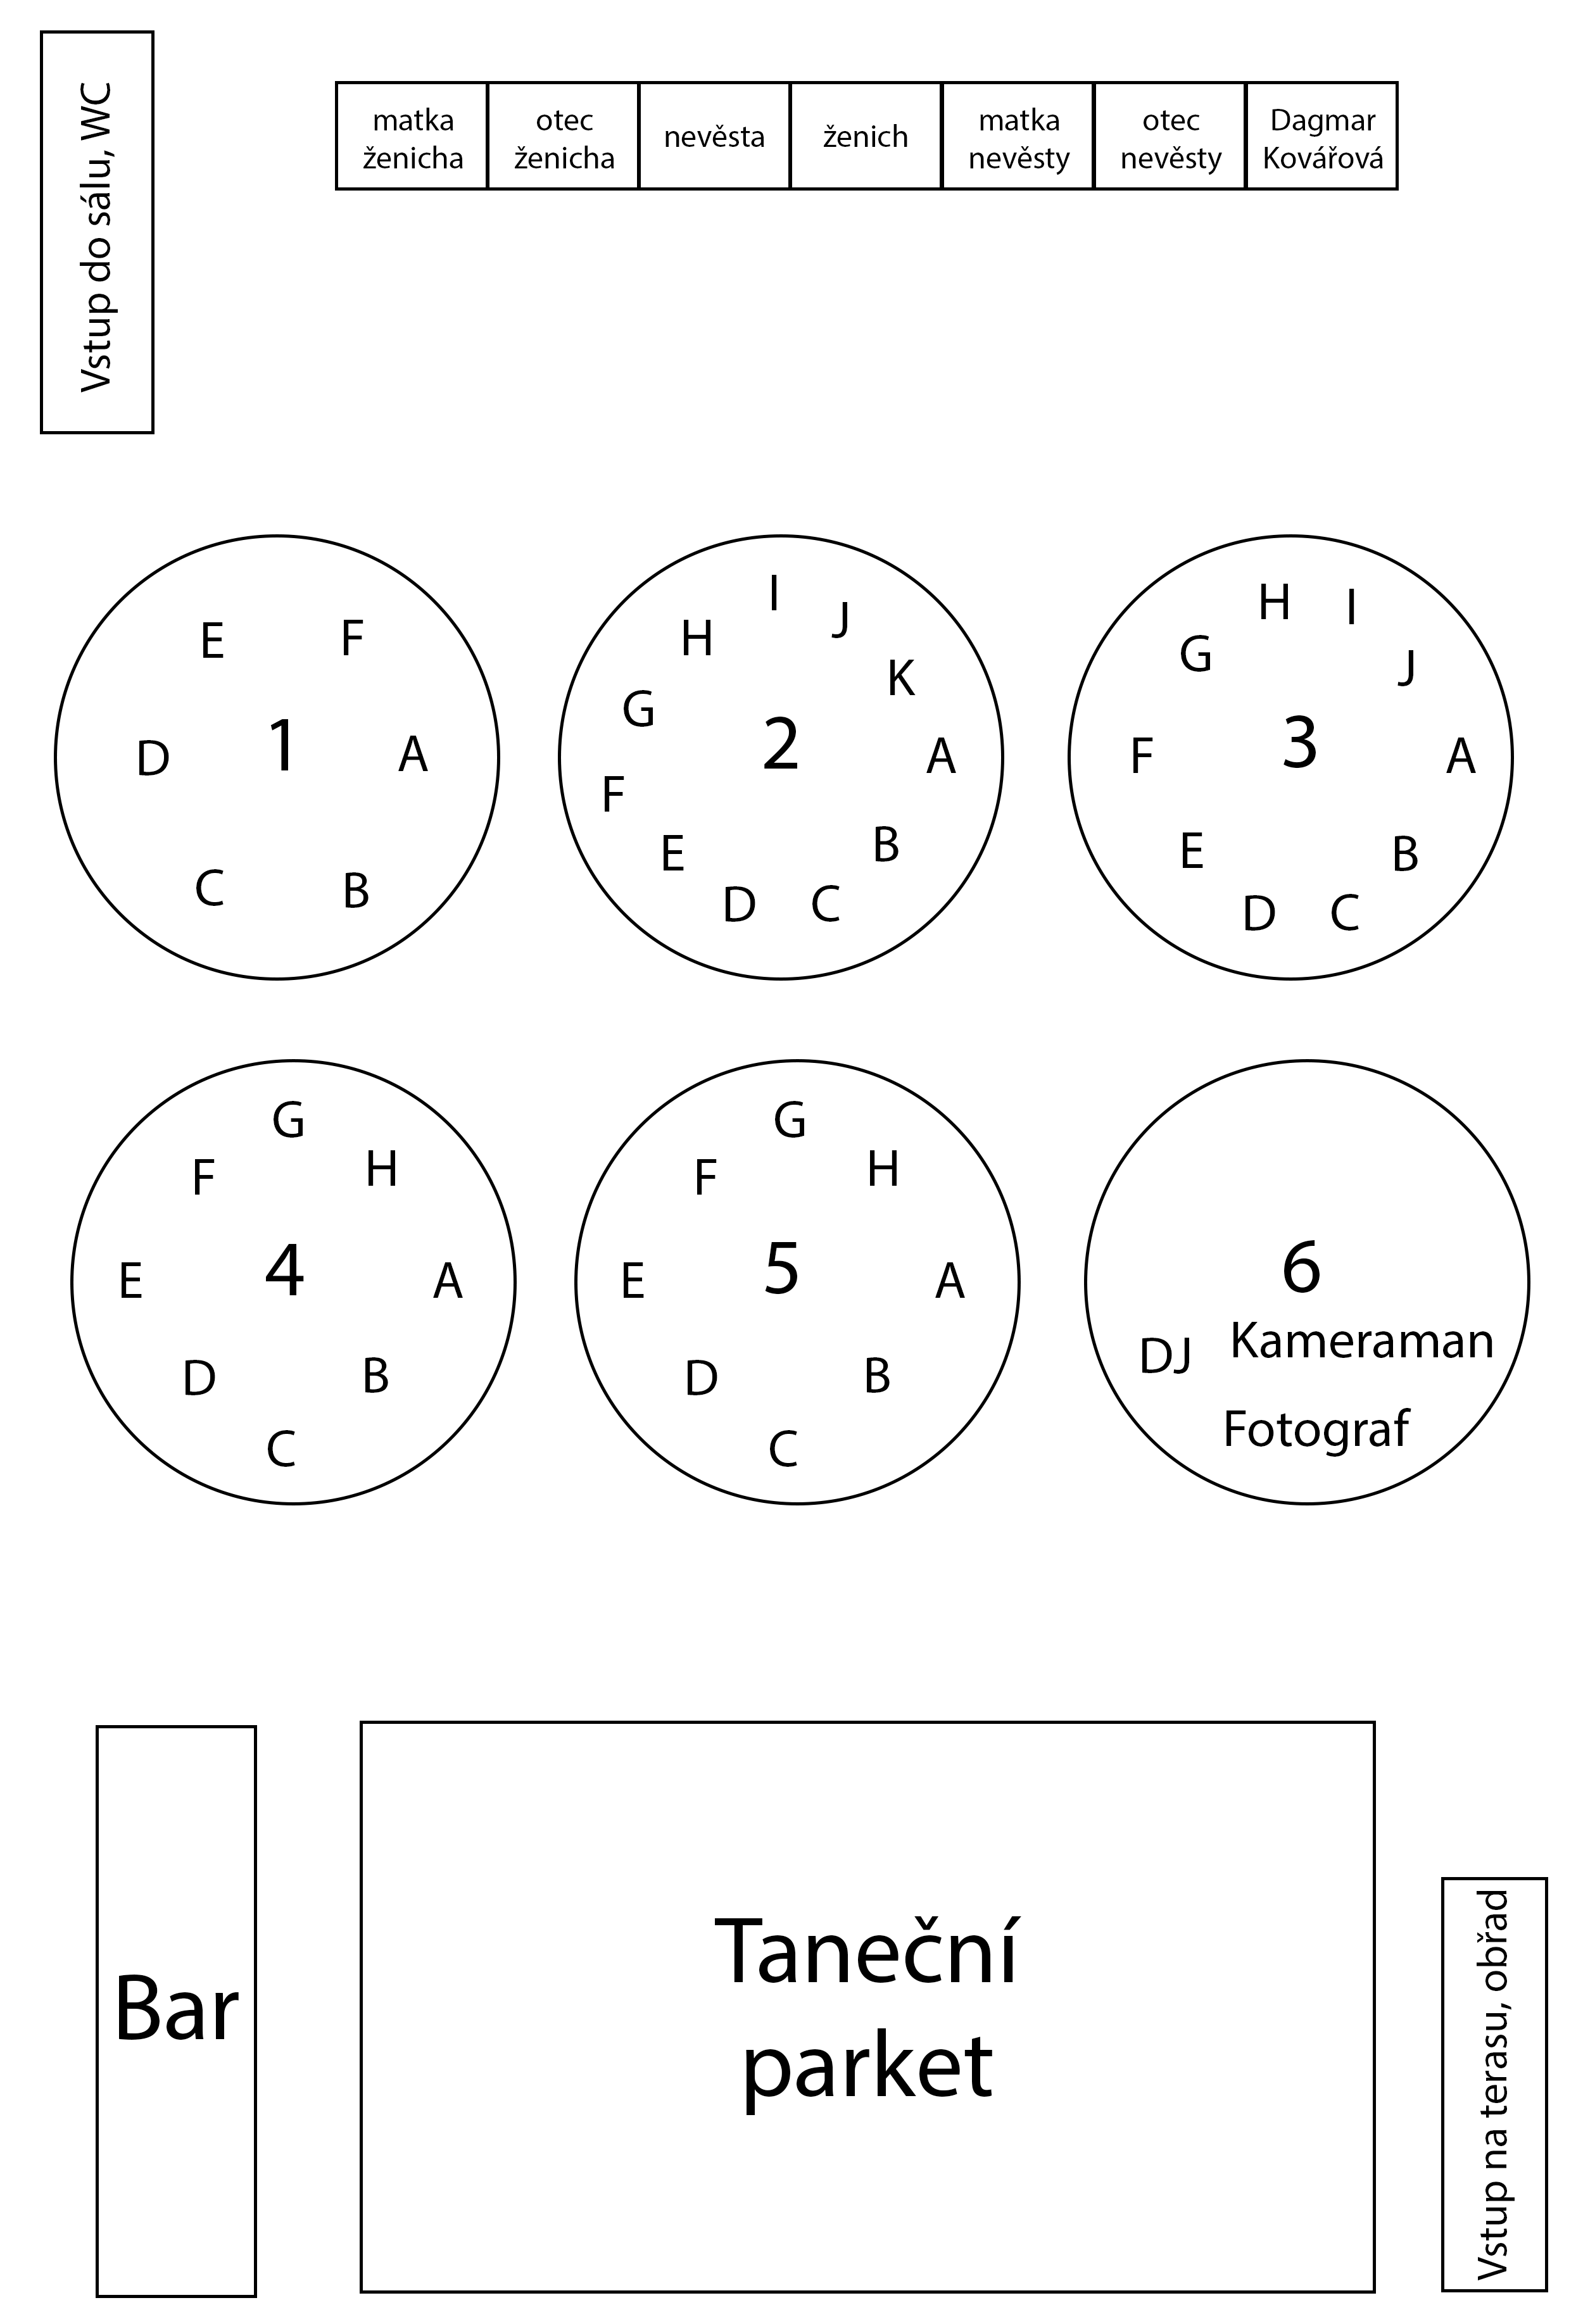 Vstup do sálu, WC
matka
ženicha
otec
ženicha
nevěsta
ženich
matka
nevěsty
otec
nevěsty
Dagmar
Kovářová
1
A
B
C
D
E
F
2
A
B
C
D
E
F
G
H
I
J
K
3
A
B
C
D
E
F
G
H
I
J
4
A
B
C
D
E
F
G
H
5
A
B
C
D
E
F
G
H
6
DJ
Kameraman
Fotograf
Bar
Taneční
parket
Vstup na terasu, obřad